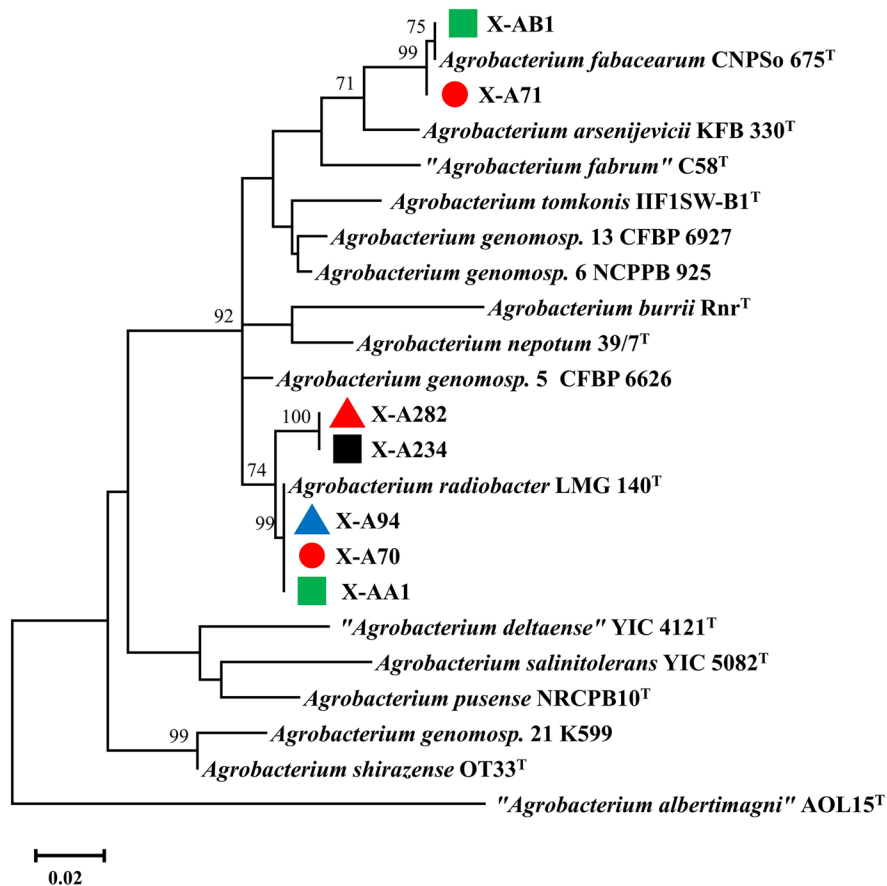 75
X-AB1
99
Agrobacterium fabacearum CNPSo 675ᵀ
71
X-A71
Agrobacterium arsenijevicii KFB 330ᵀ
"Agrobacterium fabrum" C58ᵀ
Agrobacterium tomkonis IIF1SW-B1ᵀ
Agrobacterium genomosp. 13 CFBP 6927
Agrobacterium genomosp. 6 NCPPB 925
92
Agrobacterium burrii Rnrᵀ
Agrobacterium nepotum 39/7ᵀ
Agrobacterium genomosp. 5 CFBP 6626
100
X-A282
X-A234
74
Agrobacterium radiobacter LMG 140ᵀ
99
X-A94
X-A70
X-AA1
"Agrobacterium deltaense" YIC 4121ᵀ
Agrobacterium salinitolerans YIC 5082ᵀ
Agrobacterium pusense NRCPB10ᵀ
99
Agrobacterium genomosp. 21 K599
Agrobacterium shirazense OT33ᵀ
"Agrobacterium albertimagni" AOL15ᵀ
0.02